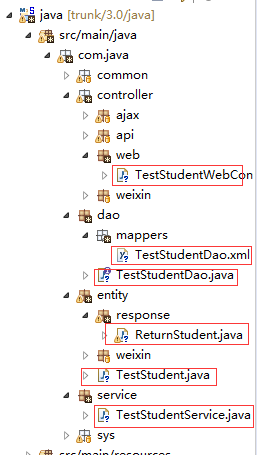 java [trunk/3.0/java]
src/main/java
com.java
common
controller
ajax
api
web
TestStudentWebCon
weixin
dao
mappers
TestStudentDao.xml
TestStudentDao.java
entity
response
ReturnStudent.java
weixin
TestStudent.java
service
TestStudentService.java
sys
src/main/resources